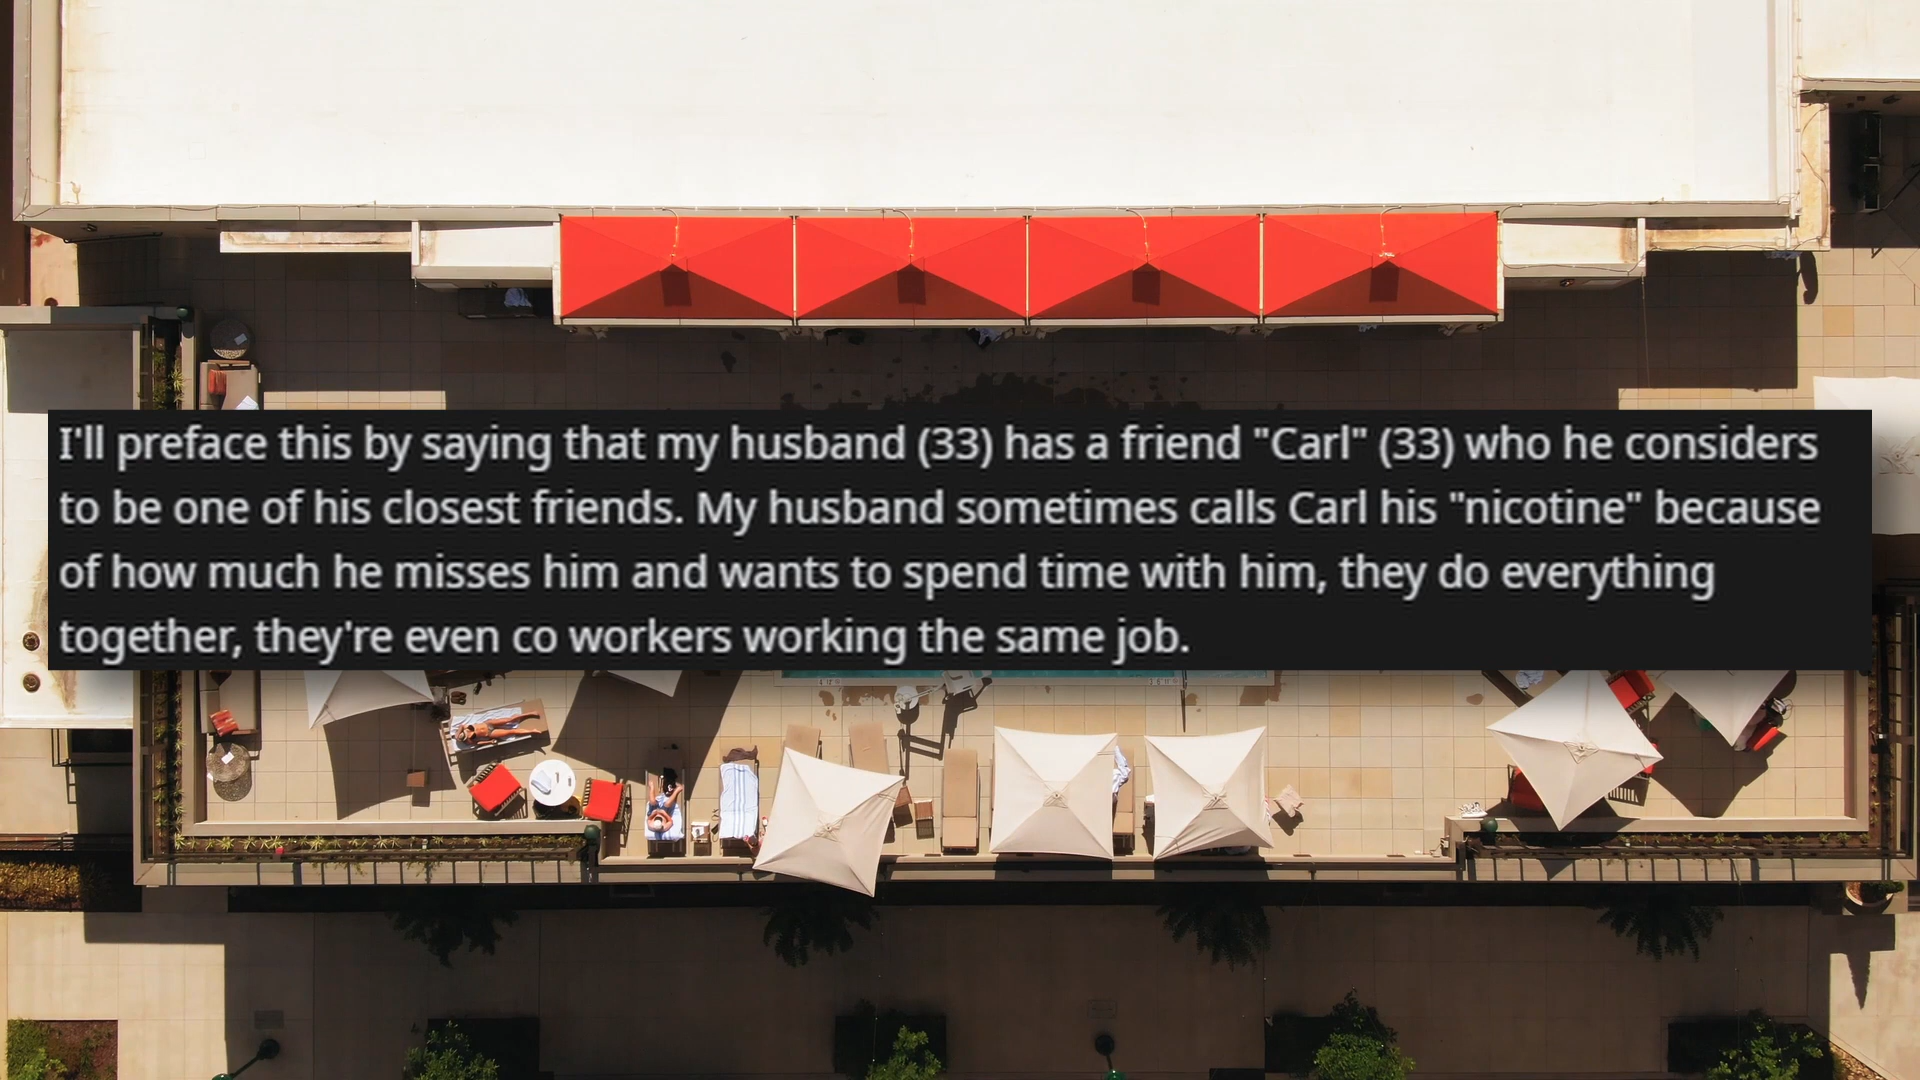 I'll preface this by saying that my husband (33) has a friend "Carl" (33) who he considers
to be one of his closest friends. My husband sometimes calls Carl his "nicotine" because
of how much he misses him and wants to spend time with him, they do everything
together, they're even co workers working the same job.